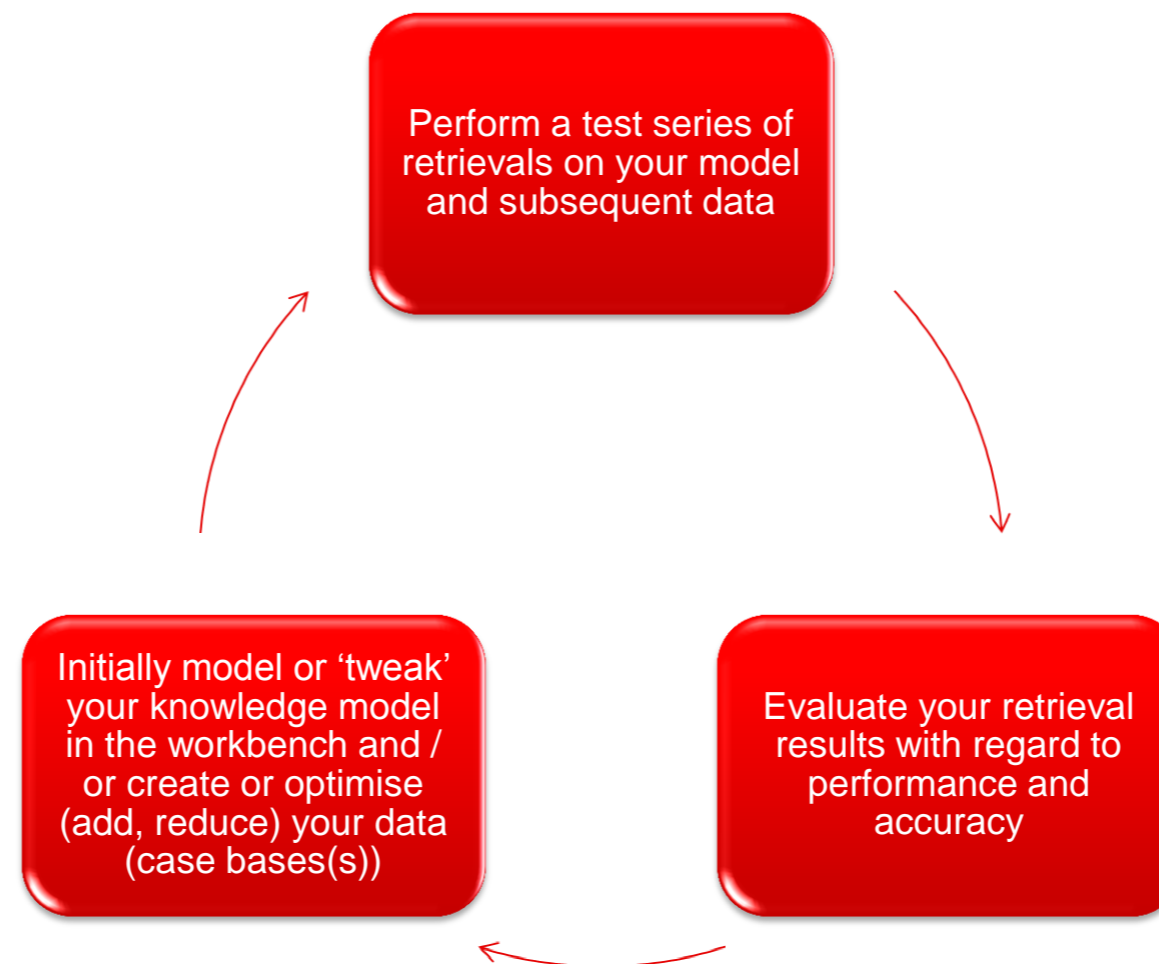 Perform a test series of
retrievals on your model
and subsequent data
Initially model or ‘tweak’
your knowledge model
in the workbench and /
or create or optimise
(add, reduce) your data
(case bases(s))
Evaluate your retrieval
results with regard to
performance and
accuracy